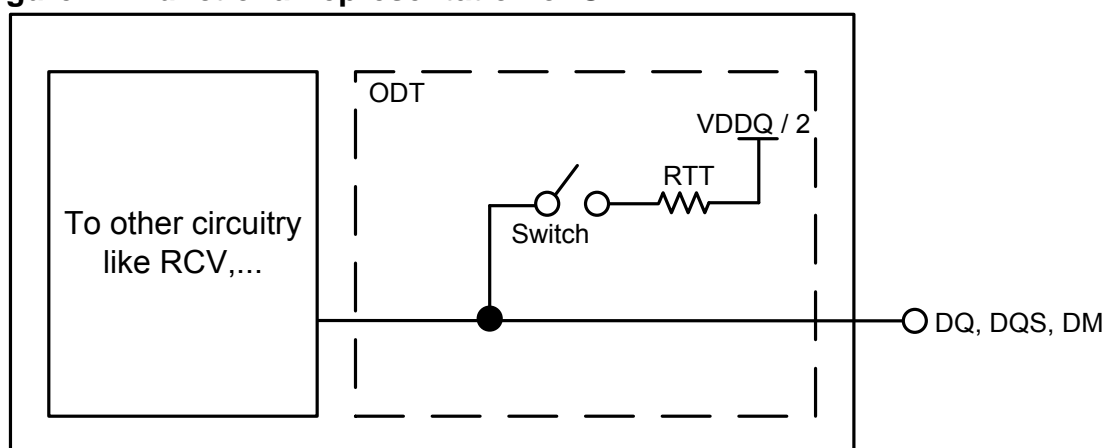 ODT
VDDQ / 2
RTT
Switch
To other circuitry
like RCV,...
DQ, DQS, DM